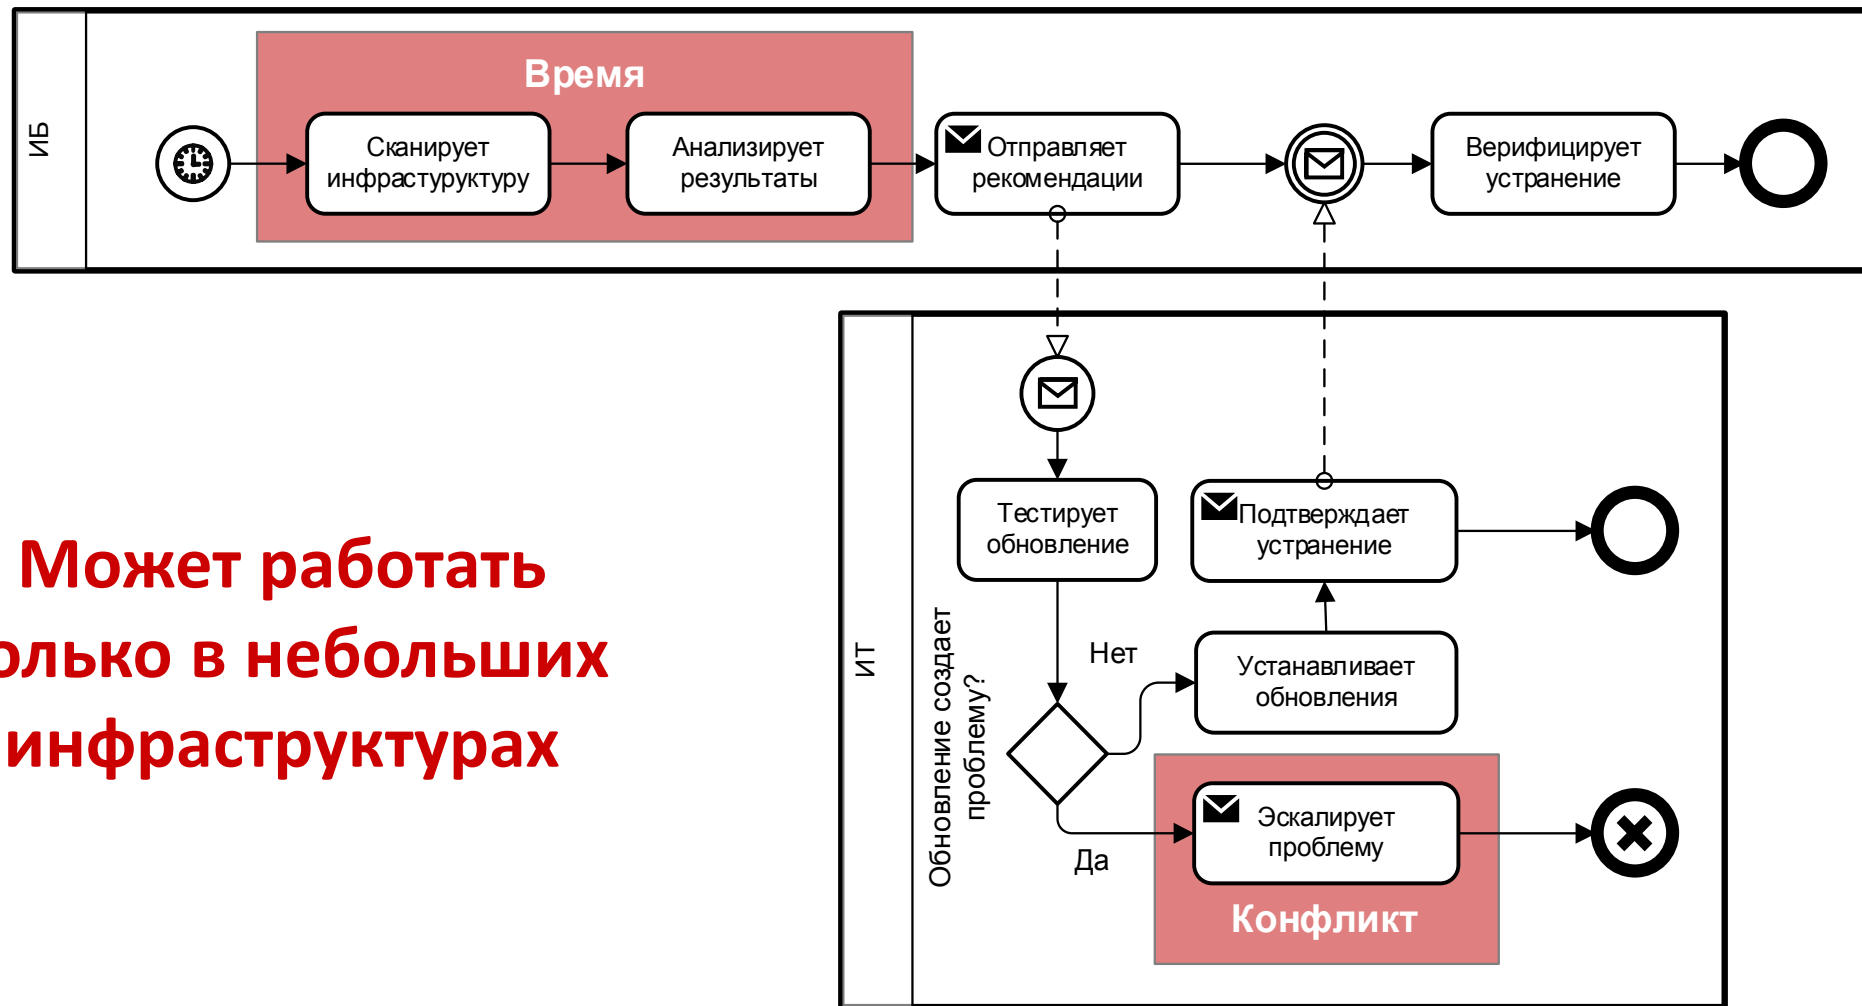 ИБ
Время
Сканирует
инфрастуруктуру
Анализирует
результаты
Отправляет
рекомендации
Верифицирует
устранение
ИТ
Тестирует
обновление
Подтверждает
устранение
Обновление создает
проблему?
Нет
Устанавливает
обновления
Да
Эскалирует
проблему
Конфликт
Может работать
олько в небольших
инфраструктурах